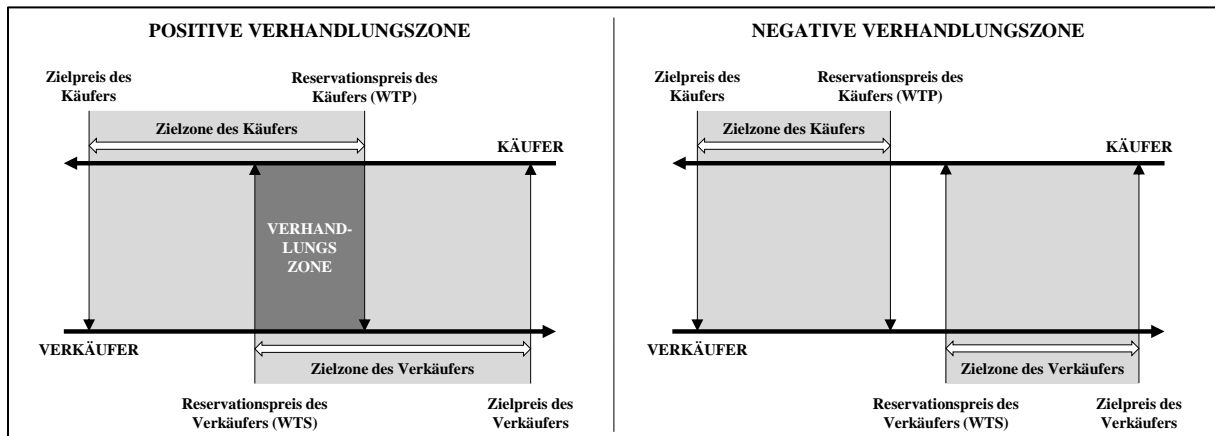 POSITIVE VERHANDLUNGSZONE
Zielpreis des
Käufers
Reservationspreis des
Käufers (WTP)
Zielzone des Käufers
KÄUFER
VERHAND-
LUNGS
ZONE
VERKÄUFER
Zielzone des Verkäufers
Reservationspreis des
Verkäufers (WTS)
Zielpreis des
Verkäufers
NEGATIVE VERHANDLUNGSZONE
Zielpreis des
Käufers
Reservationspreis des
Käufers (WTP)
Zielzone des Käufers
KÄUFER
VERKÄUFER
Zielzone des Verkäufers
Reservationspreis des
Verkäufers (WTS)
Zielpreis des
Verkäufers